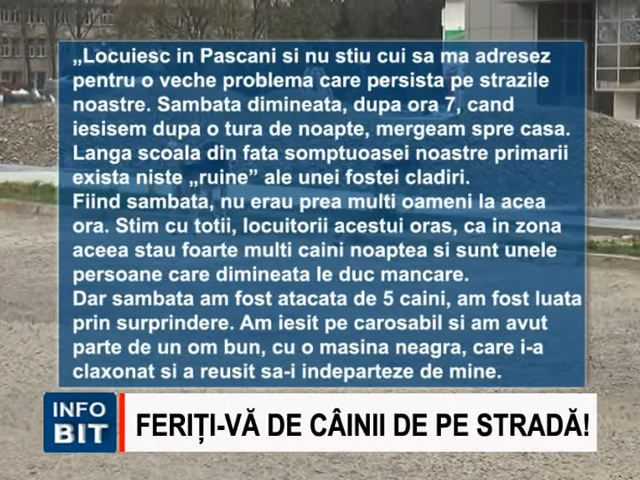 „Locuiesc in Pascani si nu stiu cui sa ma adresez
pentru o veche problema care persista pe strazile
noastre. Sambata dimineata, dupa ora 7, cand
iesisem dupa o tura de noapte, mergeam spre casa.
Langa scoala din fata somptuoasei noastre primarii
exista niste „ruine” ale unei fostei cladiri.
Fiind sambata, nu erau prea multi oameni la acea
ora. Stim cu totii, locuitorii acestui oras, ca in zona
aceea stau foarte multi caini noaptea si sunt unele
persoane care dimineata le duc mancare.
Dar sambata am fost atacata de 5 caini, am fost luata
prin surprindere. Am iesit pe carosabil si am avut
parte de un om bun, cu o masina neagra, care i-a
claxonat si a reusit sa-i indeparteze de mine.
INFO
BIT
FERIȚI-VĂ DE CÂINII DE PE STRADĂ!